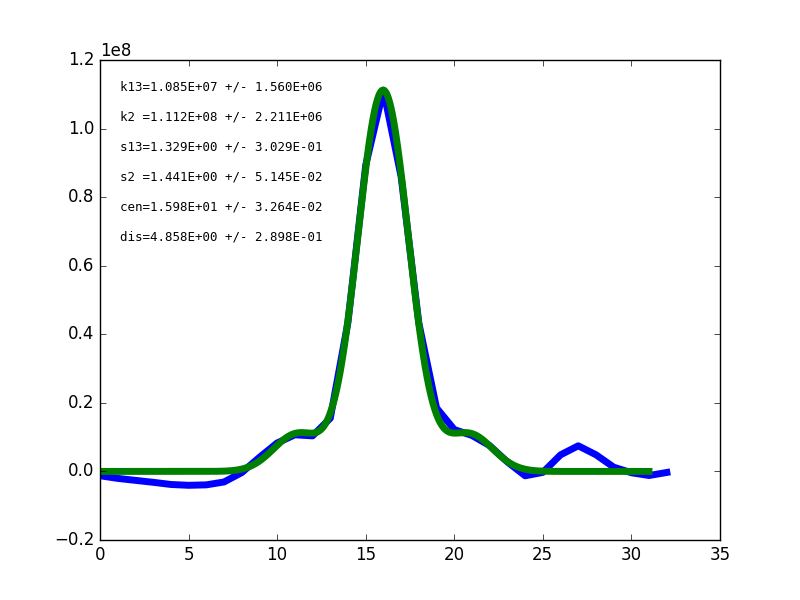 1e8
1.2
1.0
0.8
0.6
0.4
0.2
0.0
−0.2
k13=1.085E+07 +/- 1.560E+06
k2 =1.112E+08 +/- 2.211E+06
s13=1.329E+00 +/- 3.029E-01
s2 =1.441E+00 +/- 5.145E-02
cen=1.598E+01 +/- 3.264E-02
dis=4.858E+00 +/- 2.898E-01
0 5 10 15 20 25 30 35